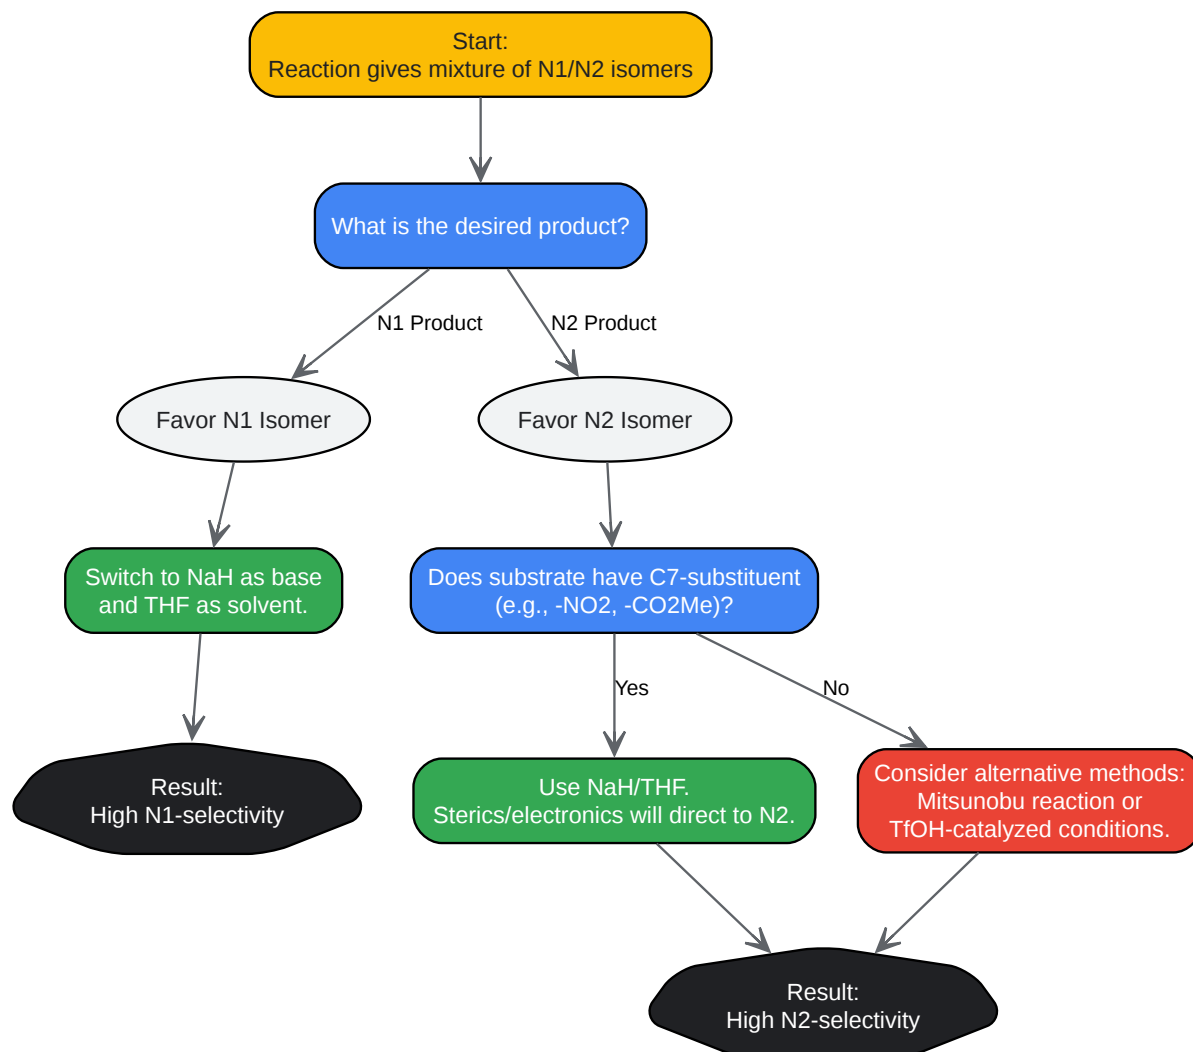 Start:
Reaction gives mixture of N1/N2 isomers
What is the desired product?
N1 Product
N2 Product
Favor N1 Isomer
Favor N2 Isomer
Switch to NaH as base
and THF as solvent.
Does substrate have C7-substituent
(e.g., -NO2, -CO2Me)?
Yes
No
Result:
High N1-selectivity
Use NaH/THF.
Sterics/electronics will direct to N2.
Consider alternative methods:
Mitsunobu reaction or
TfOH-catalyzed conditions.
Result:
High N2-selectivity